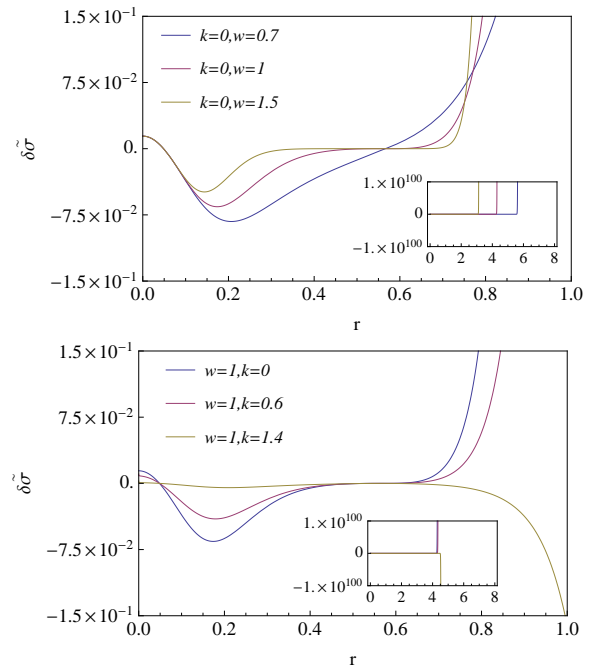 1.5×10⁻¹
7.5×10⁻²
0.
−7.5×10⁻²
−1.5×10⁻¹
δσ̃
k=0,w=0.7
k=0,w=1
k=0,w=1.5
1.×10¹⁰⁰
0
−1.×10¹⁰⁰
0 2 4 6 8
0.0 0.2 0.4 0.6 0.8 1.0
r
1.5×10⁻¹
7.5×10⁻²
0.
−7.5×10⁻²
−1.5×10⁻¹
δσ̃
w=1,k=0
w=1,k=0.6
w=1,k=1.4
1.×10¹⁰⁰
0
−1.×10¹⁰⁰
0 2 4 6 8
0.0 0.2 0.4 0.6 0.8 1.0
r